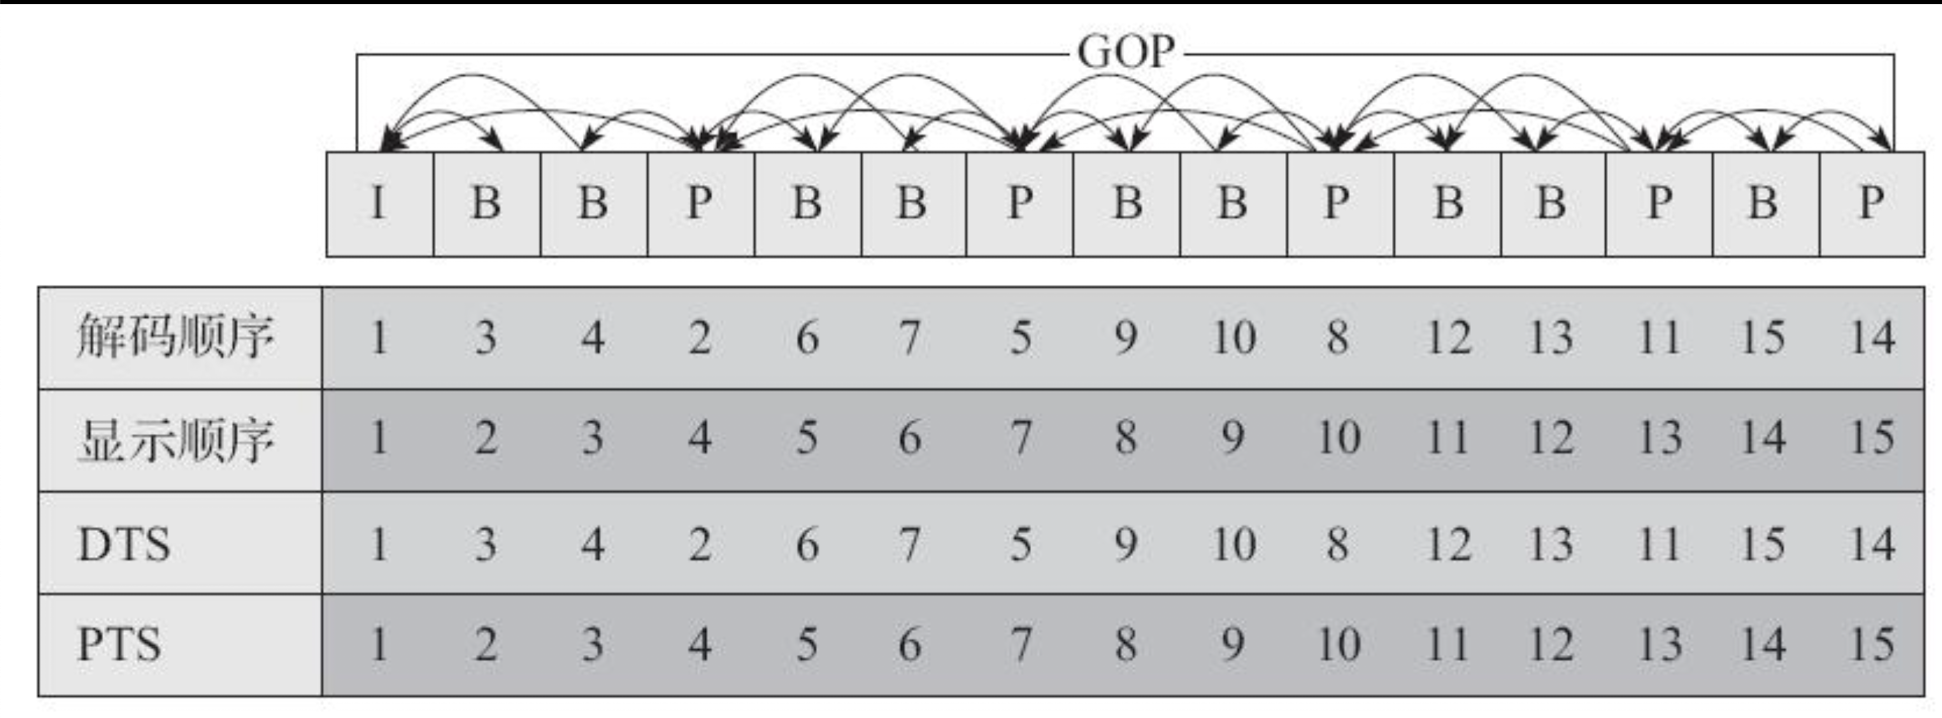 GOP
I B B P B B P B B P B B P B P
解码顺序 1 3 4 2 6 7 5 9 10 8 12 13 11 15 14
显示顺序 1 2 3 4 5 6 7 8 9 10 11 12 13 14 15
DTS 1 3 4 2 6 7 5 9 10 8 12 13 11 15 14
PTS 1 2 3 4 5 6 7 8 9 10 11 12 13 14 15